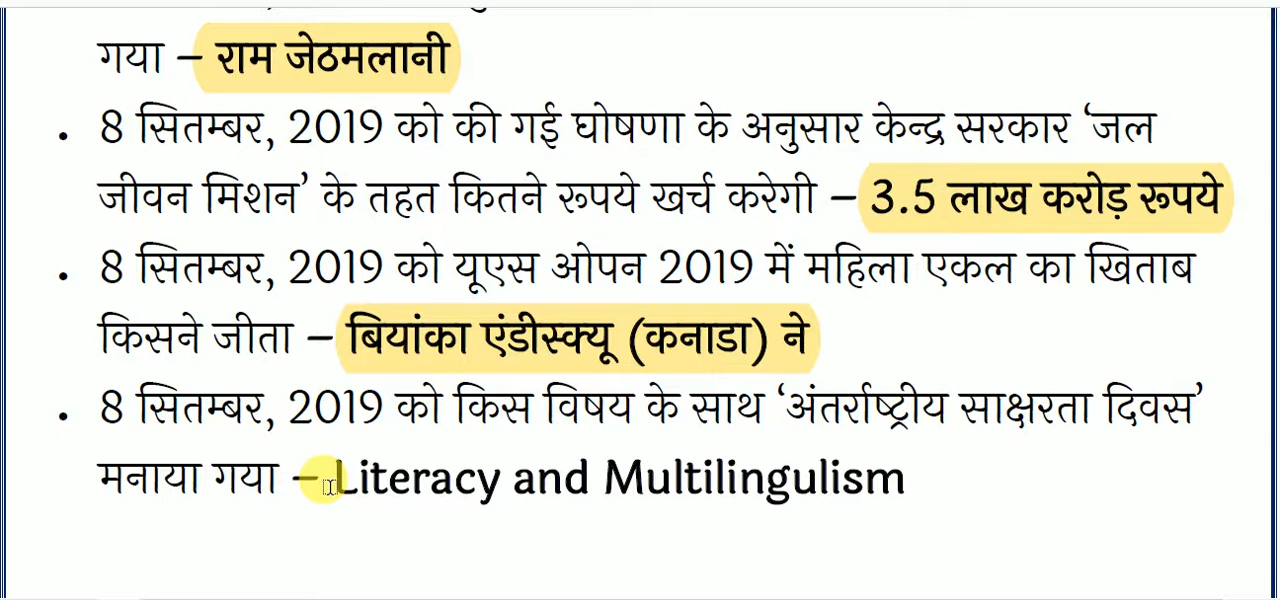 गया – राम जेठमलानी
• 8 सितम्बर, 2019 को की गई घोषणा के अनुसार केन्द्र सरकार ‘जल
जीवन मिशन’ के तहत कितने रूपये खर्च करेगी – 3.5 लाख करोड़ रूपये
• 8 सितम्बर, 2019 को यूएस ओपन 2019 में महिला एकल का खिताब
किसने जीता – बियांका एंडीस्क्यू (कनाडा) ने
• 8 सितम्बर, 2019 को किस विषय के साथ ‘अंतर्राष्ट्रीय साक्षरता दिवस’
मनाया गया – Literacy and Multilingulism